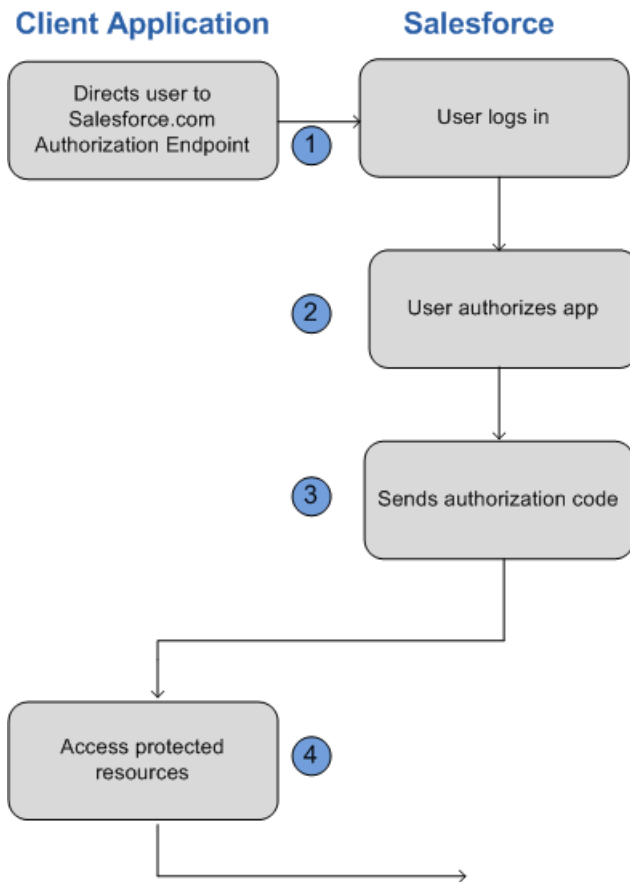 Client Application
Salesforce
Directs user to
Salesforce.com
Authorization Endpoint
1
User logs in
2
User authorizes app
3
Sends authorization code
Access protected
resources
4